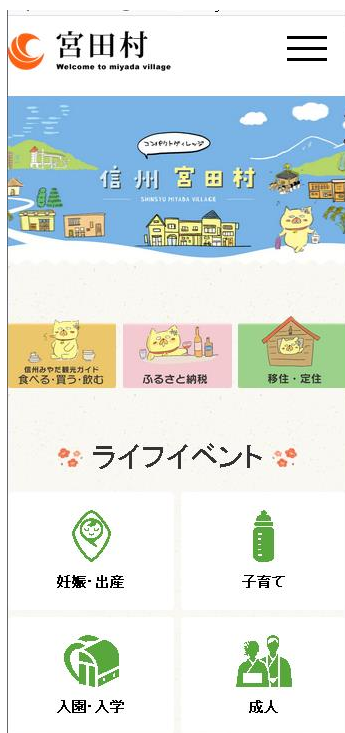 宮田村
Welcome to miyada village
コンパクトヴィレッジ
信州 宮田村
SHINSYU MIYADA VILLAGE
信州みやだ観光ガイド
食べる・買う・飲む
ふるさと納税
移住・定住
ライフイベント
妊娠・出産
子育て
入園・入学
成人